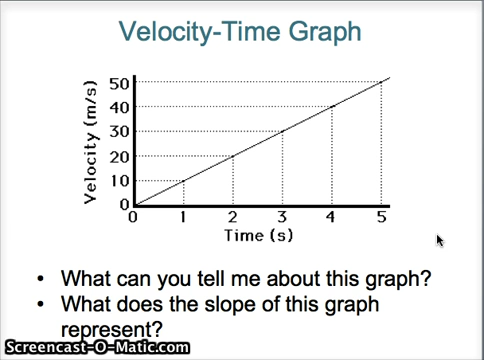 Velocity-Time Graph
Velocity (m/s)
50
40
30
20
10
0
0 1 2 3 4 5
Time (s)
• What can you tell me about this graph?
• What does the slope of this graph
represent?
Screencast-O-Matic.com